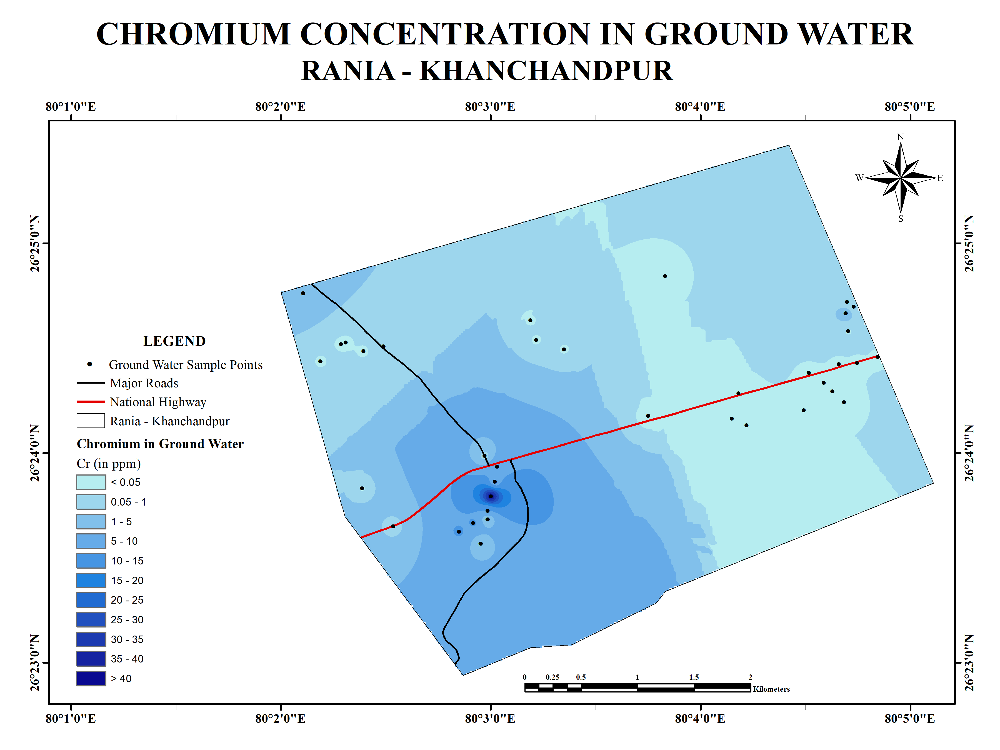 CHROMIUM CONCENTRATION IN GROUND WATER
RANIA - KHANCHANDPUR
80°1'0"E 80°2'0"E 80°3'0"E 80°4'0"E 80°5'0"E
N
W E
S
26°25'0"N 26°25'0"N
26°24'0"N 26°24'0"N
26°23'0"N 26°23'0"N
LEGEND
Ground Water Sample Points
Major Roads
National Highway
Rania - Khanchandpur
Chromium in Ground Water
Cr (in ppm)
< 0.05
0.05 - 1
1 - 5
5 - 10
10 - 15
15 - 20
20 - 25
25 - 30
30 - 35
35 - 40
> 40
0 0.25 0.5 1 1.5 2
Kilometers
80°1'0"E 80°2'0"E 80°3'0"E 80°4'0"E 80°5'0"E